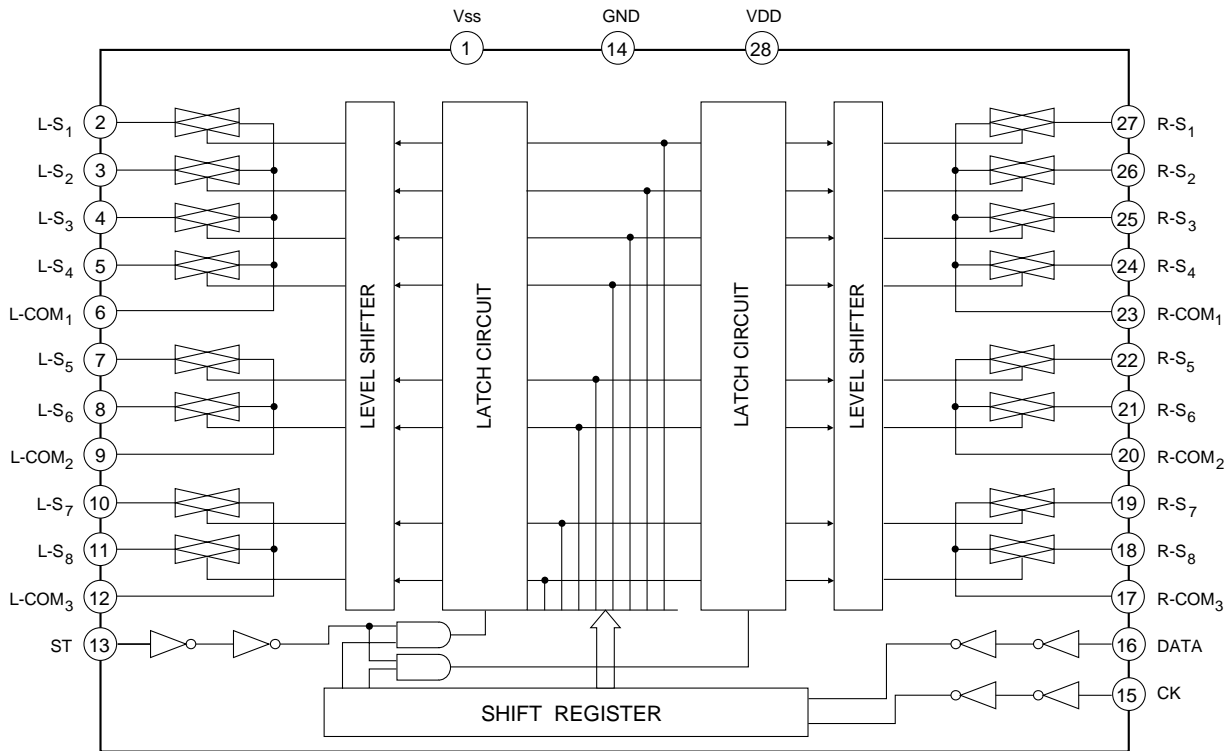 Vss GND VDD
1 14 28
L-S1 2 27 R-S1
L-S2 3 26 R-S2
L-S3 4 25 R-S3
L-S4 5 24 R-S4
L-COM1 6 23 R-COM1
L-S5 7 22 R-S5
L-S6 8 21 R-S6
L-COM2 9 20 R-COM2
L-S7 10 19 R-S7
L-S8 11 18 R-S8
L-COM3 12 17 R-COM3
ST 13 16 DATA
15 CK
LEVEL SHIFTER
LATCH CIRCUIT
LATCH CIRCUIT
LEVEL SHIFTER
SHIFT REGISTER